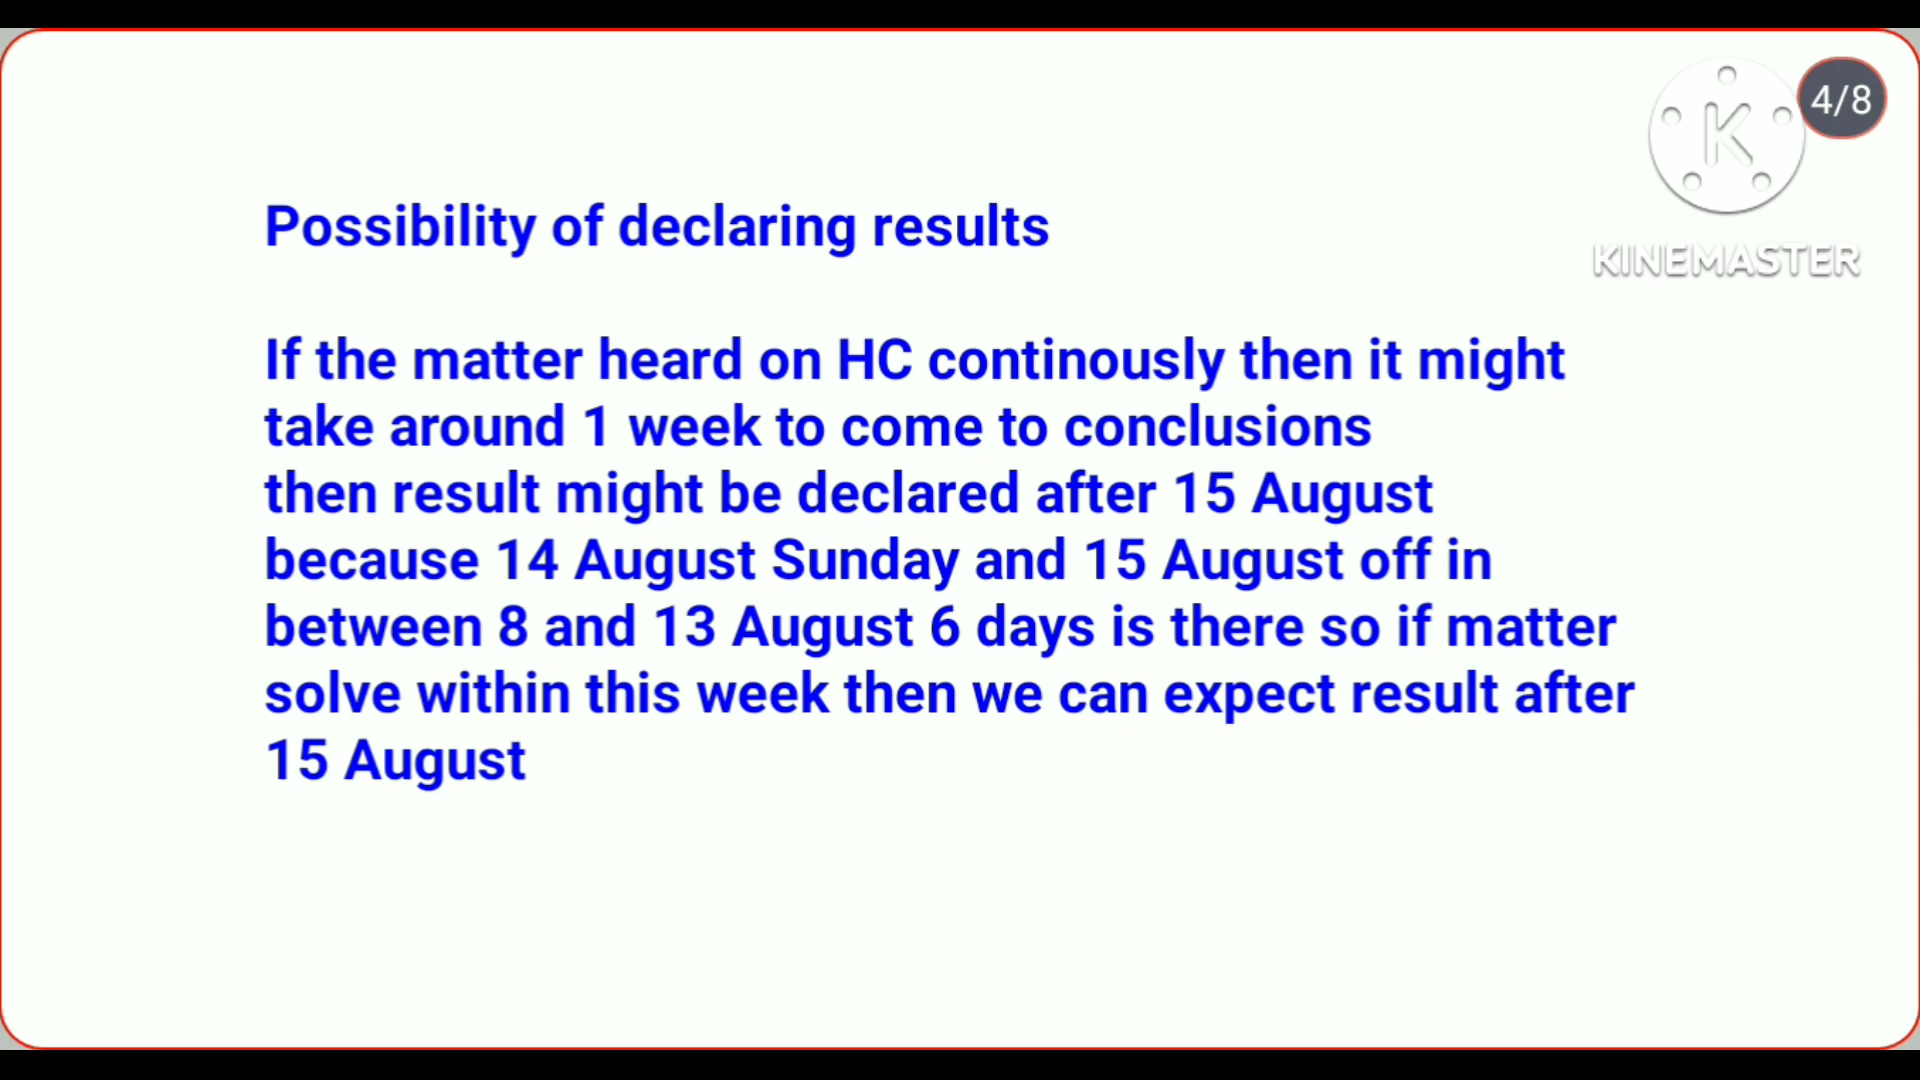 4/8
K
KINEMASTER
Possibility of declaring results
If the matter heard on HC continously then it might
take around 1 week to come to conclusions
then result might be declared after 15 August
because 14 August Sunday and 15 August off in
between 8 and 13 August 6 days is there so if matter
solve within this week then we can expect result after
15 August